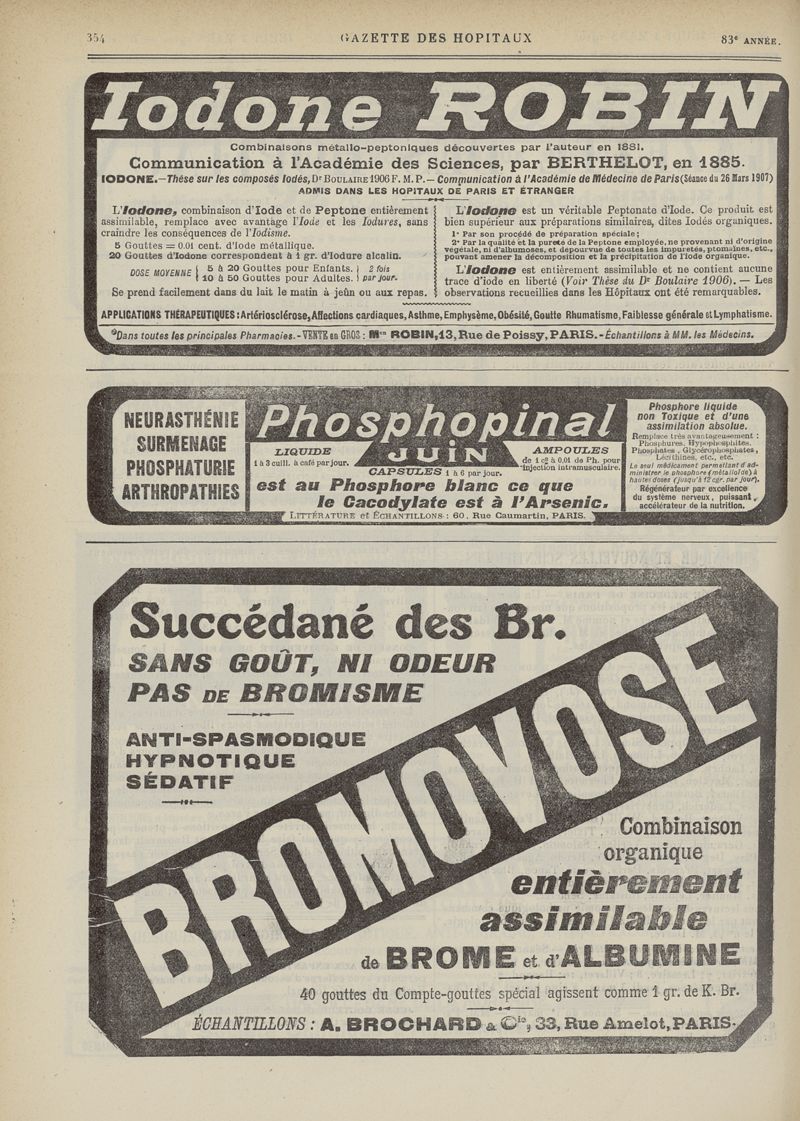 354 GAZETTE DES HOPITAUX 83e ANNÉE.
Iodone ROBIN
Combinaisons métallo-peptoniques découvertes par l'auteur en 1881.
Communication à l'Académie des Sciences, par BERTHELOT, en 1885.
IODONE.—Thèse sur les composés Iodés, Dr BOULAIRE 1906 F. M. P.— Communication à l'Académie de Médecine de Paris (Séance du 26 Mars 1907)
ADMIS DANS LES HOPITAUX DE PARIS ET ÉTRANGER
L'Iodone, combinaison d'Iode et de Peptone entièrement
assimilable, remplace avec avantage l'Iode et les Iodures, sans
craindre les conséquences de l'Iodisme.
5 Gouttes = 0.01 cent. d'Iode métallique.
20 Gouttes d'Iodone correspondent à 1 gr. d'Iodure alcalin.
DOSE MOYENNE { 5 à 20 Gouttes pour Enfants. } 2 fois
10 à 50 Gouttes pour Adultes. } par jour.
Se prend facilement dans du lait le matin à jeûn ou aux repas.
L'Iodone est un véritable Peptonate d'Iode. Ce produit est
bien supérieur aux préparations similaires, dites Iodés organiques.
1° Par son procédé de préparation spéciale;
2° Par la qualité et la pureté de la Peptone employée, ne provenant ni d'origine
végétale, ni d'albumoses, et dépourvue de toutes les impuretés, ptomaïnes, etc.,
pouvant amener la décomposition et la précipitation de l'Iode organique.
L'Iodone est entièrement assimilable et ne contient aucune
trace d'iode en liberté (Voir Thèse du Dr Boulaire 1906). — Les
observations recueillies dans les Hôpitaux ont été remarquables.
APPLICATIONS THÉRAPEUTIQUES: Artériosclérose, Affections cardiaques, Asthme, Emphysème, Obésité, Goutte Rhumatisme, Faiblesse générale et Lymphatisme.
Dans toutes les principales Pharmacies.-VENTE en GROS: Mon ROBIN, 13, Rue de Poissy, PARIS.-Échantillons à MM. les Médecins.
NEURASTHÉNIE
SURMENAGE
PHOSPHATURIE
ARTHROPATHIES
Phosphopinal
JUIN
LIQUIDE
1 à 3 cuill. à café par jour.
AMPOULES
de 1 cg à 0.01 de Ph. pour
injection intramusculaire.
CAPSULES 1 à 6 par jour.
est au Phosphore blanc ce que
le Cacodylate est à l'Arsenic.
LITTÉRATURE et ÉCHANTILLONS: 60, Rue Caumartin, PARIS.
Phosphore liquide
non Toxique et d'une
assimilation absolue.
Remplace très avantageusement:
Phosphures, Hypophosphites,
Phosphates, Glycérophosphates,
Lécithines, etc., etc.
Le seul médicament permettant d'ad-
ministrer le phosphore (métalloïde) à
hautes doses (jusqu'à 12 cgr. par jour).
Régénérateur par excellence
du système nerveux, puissant
accélérateur de la nutrition.
Succédané des Br.
SANS GOÛT, NI ODEUR
PAS DE BROMISME
ANTI-SPASMODIQUE
HYPNOTIQUE
SÉDATIF
BROMOVOSE
Combinaison
organique
entièrement
assimilable
de BROME et d'ALBUMINE
40 gouttes du Compte-gouttes spécial agissent comme 1 gr. de K. Br.
ÉCHANTILLONS: A. BROCHARD & Cie, 33, Rue Amelot, PARIS.